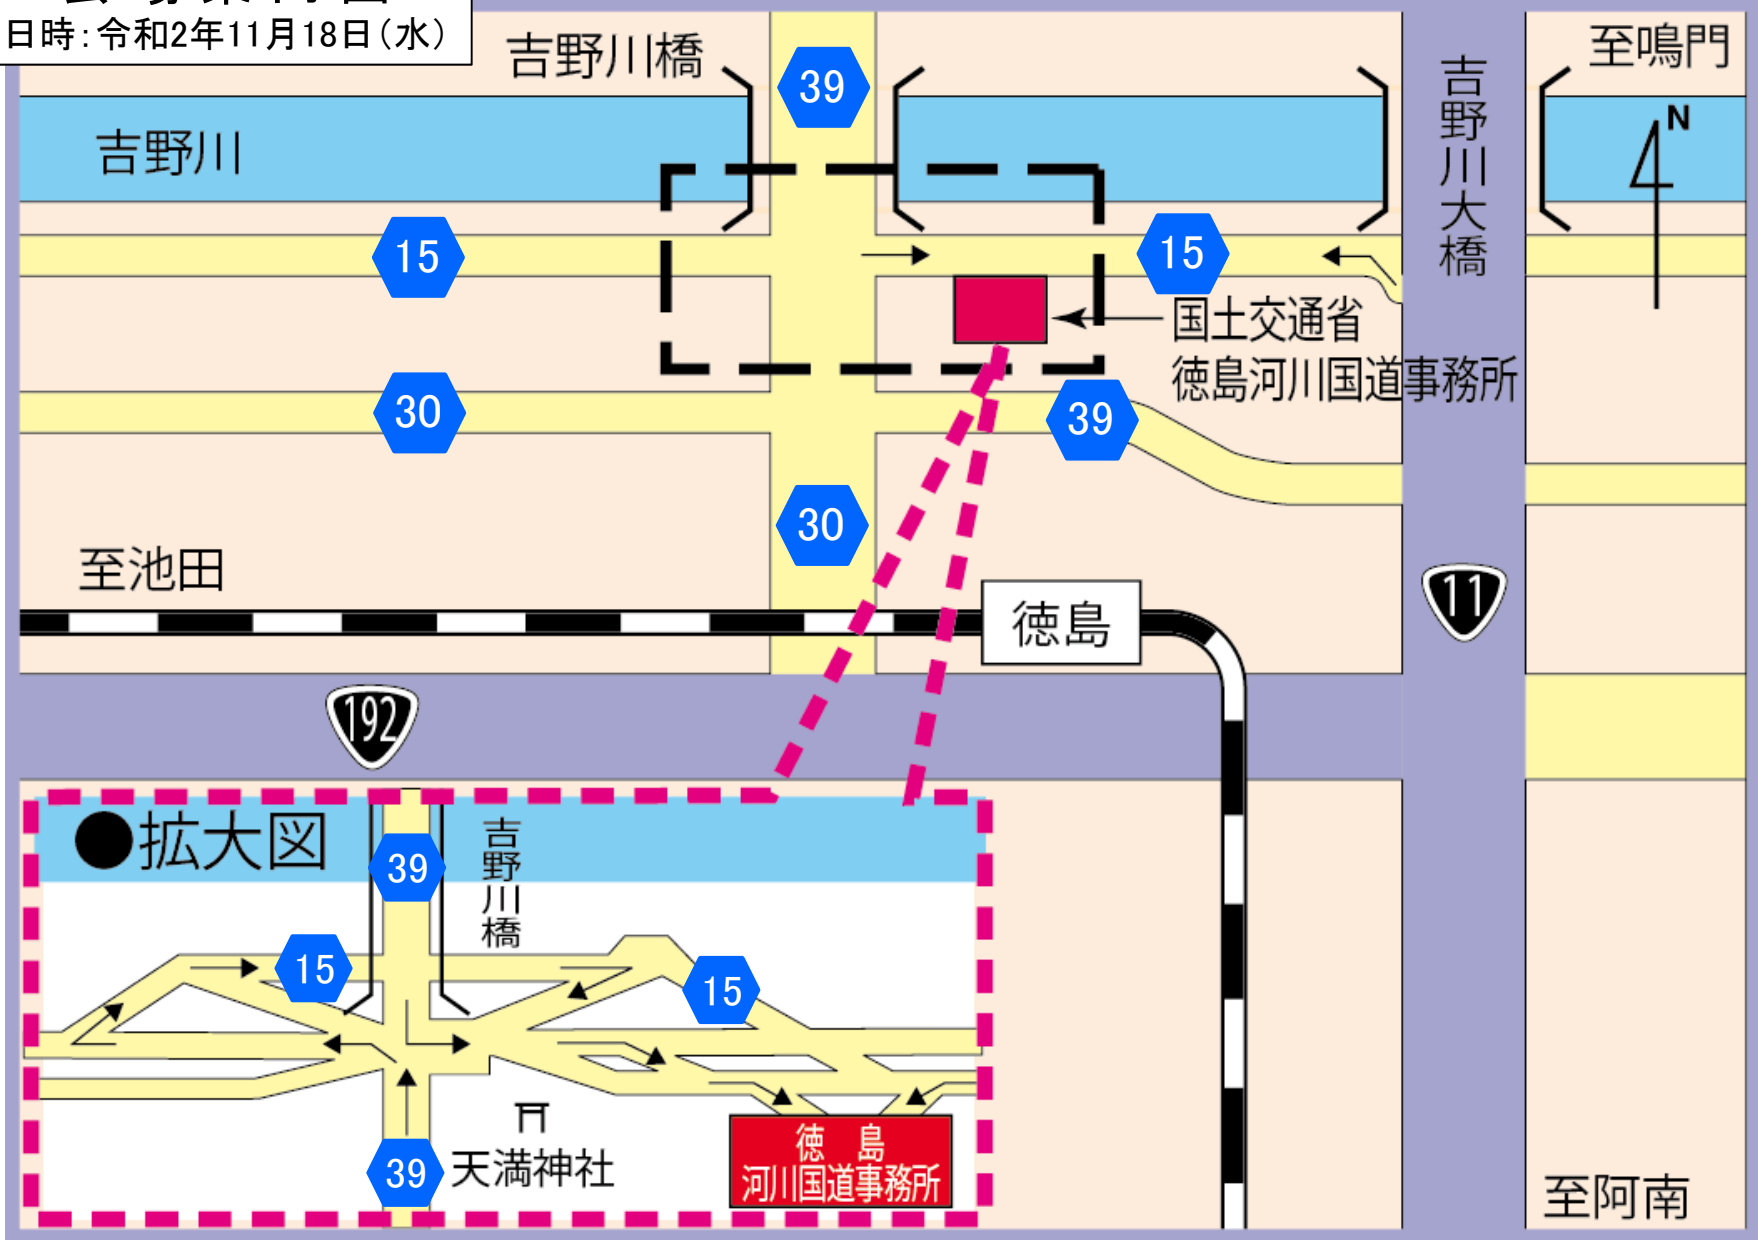 日時：令和2年11月18日（水）
吉野川橋
39
吉野川大橋
至鳴門
N
吉野川
15
15
国土交通省
徳島河川国道事務所
30
39
30
至池田
徳島
11
192
●拡大図
39
吉野川橋
15
15
天満神社
39
徳 島
河川国道事務所
至阿南